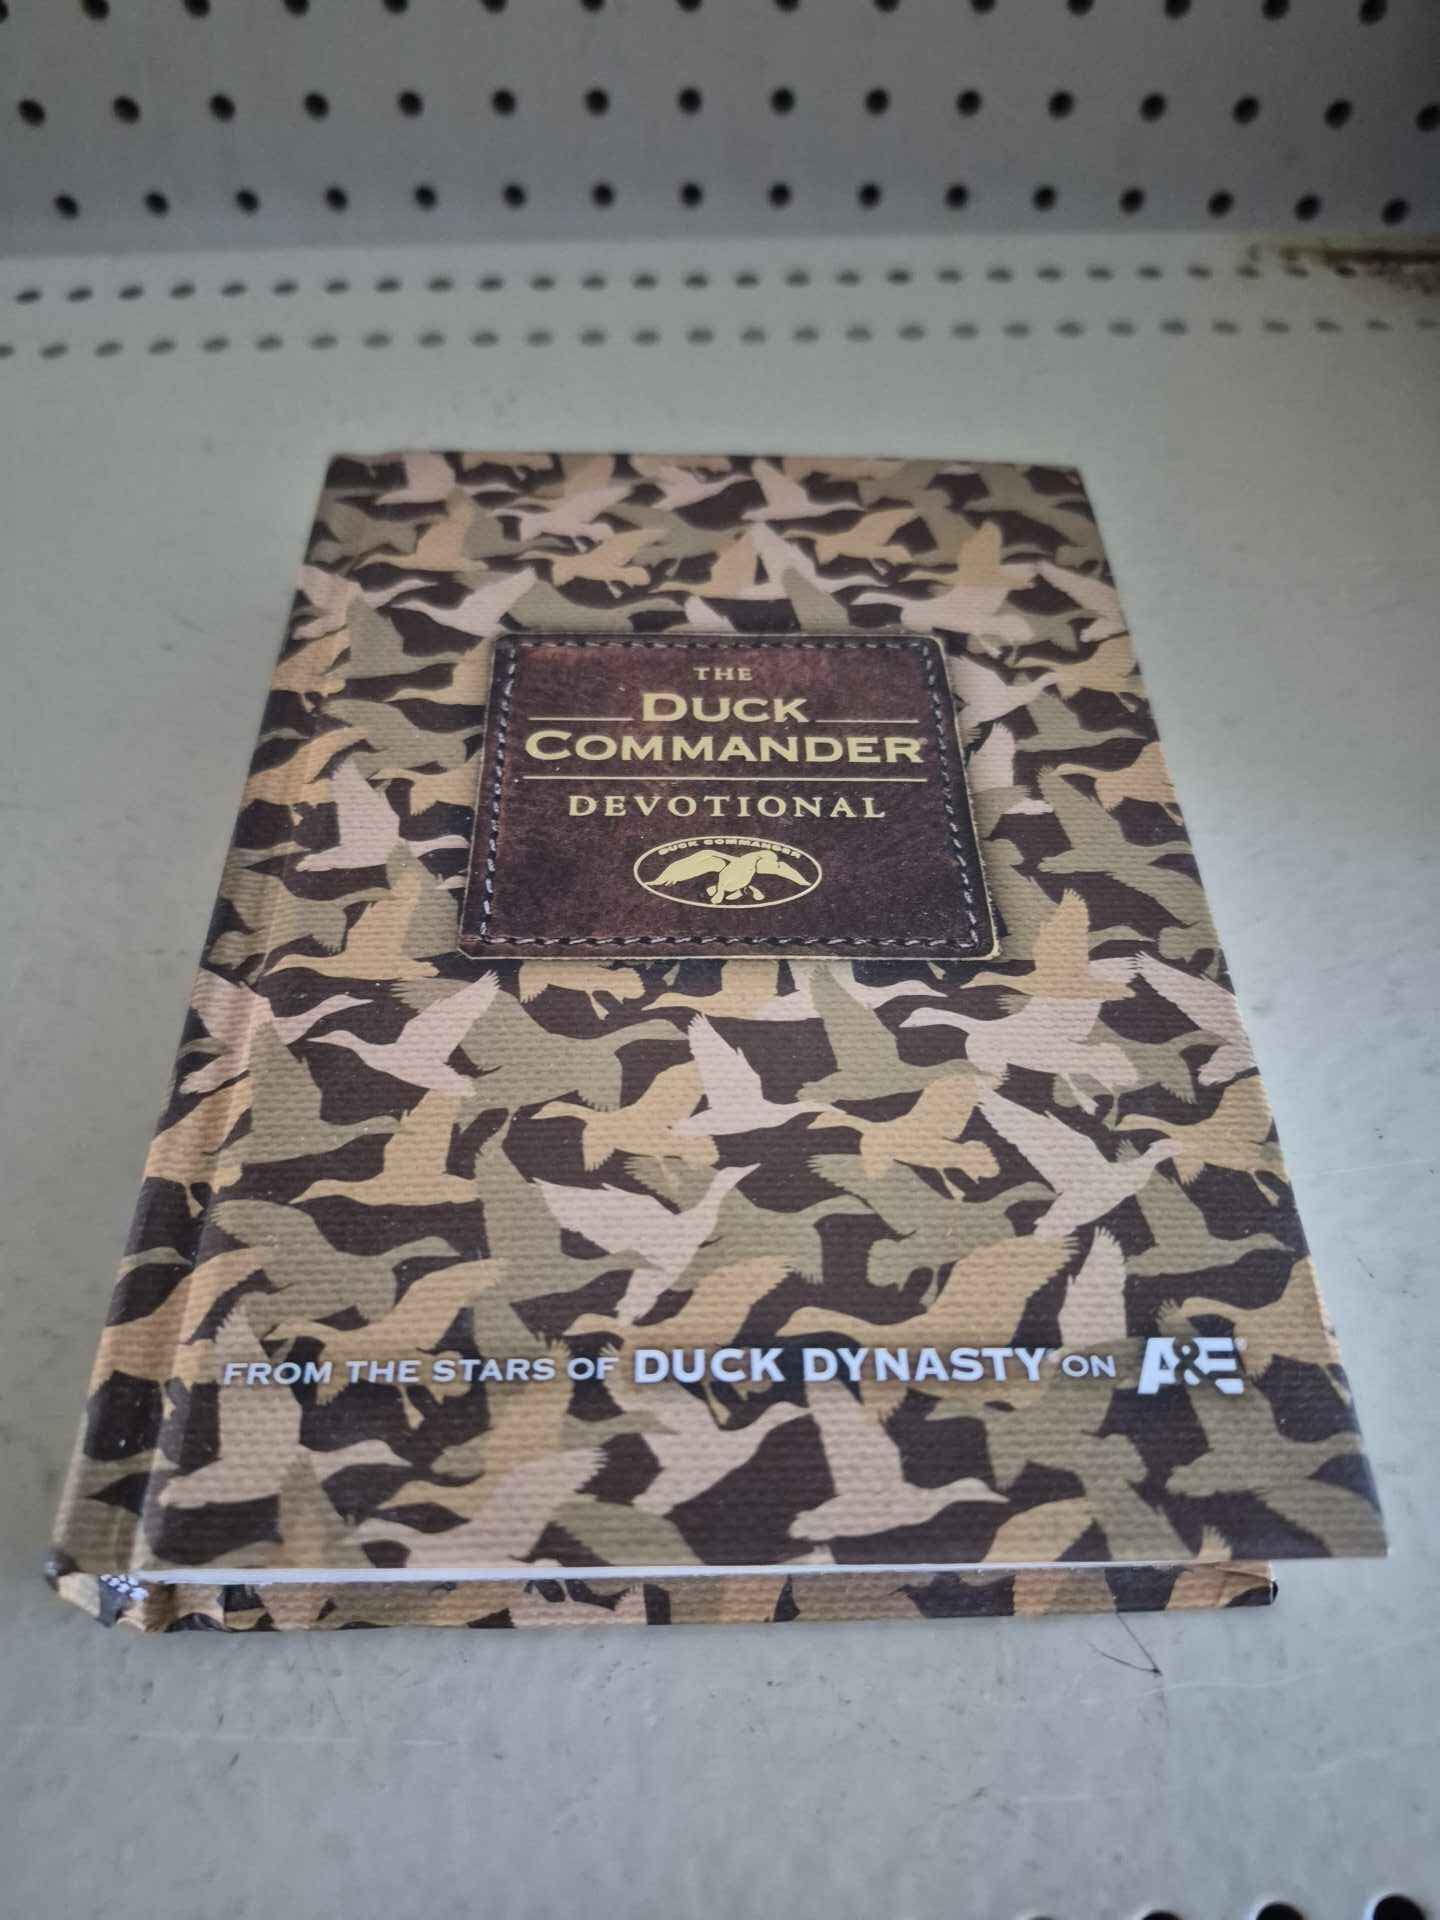 THE
DUCK
COMMANDER
DEVOTIONAL
DUCK COMMANDER
FROM THE STARS OF DUCK DYNASTY® ON A&E®